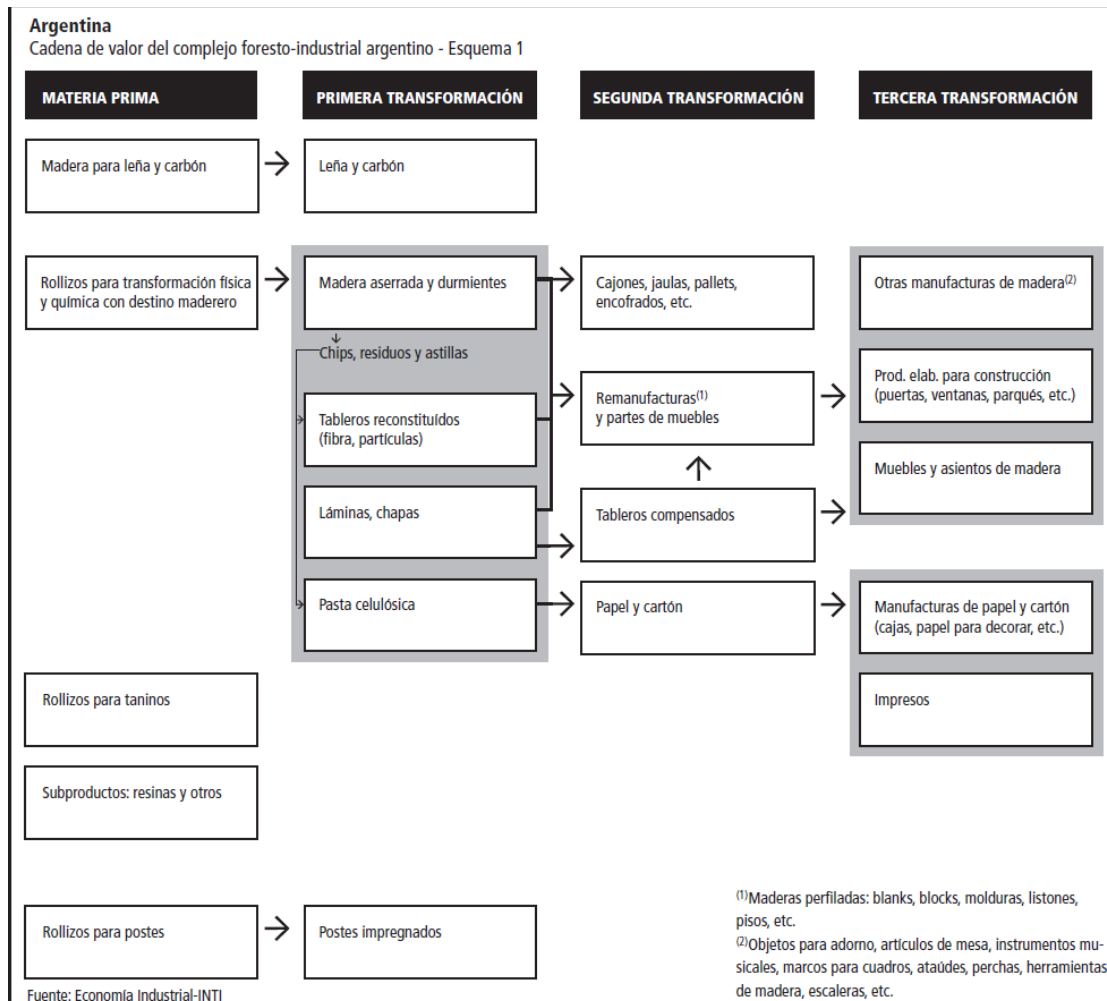 Argentina
Cadena de valor del complejo foresto-industrial argentino - Esquema 1
MATERIA PRIMA
PRIMERA TRANSFORMACIÓN
SEGUNDA TRANSFORMACIÓN
TERCERA TRANSFORMACIÓN
Madera para leña y carbón
Leña y carbón
Rollizos para transformación física
y química con destino maderero
Madera aserrada y durmientes
Cajones, jaulas, pallets,
encofrados, etc.
Otras manufacturas de madera(2)
Chips, residuos y astillas
Tableros reconstituídos
(fibra, partículas)
Remanufacturas(1)
y partes de muebles
Prod. elab. para construcción
(puertas, ventanas, parqués, etc.)
Muebles y asientos de madera
Láminas, chapas
Tableros compensados
Pasta celulósica
Papel y cartón
Manufacturas de papel y cartón
(cajas, papel para decorar, etc.)
Rollizos para taninos
Impresos
Subproductos: resinas y otros
Rollizos para postes
Postes impregnados
(1)Maderas perfiladas: blanks, blocks, molduras, listones,
pisos, etc.
(2)Objetos para adorno, artículos de mesa, instrumentos mu-
sicales, marcos para cuadros, ataúdes, perchas, herramientas
de madera, escaleras, etc.
Fuente: Economía Industrial-INTI